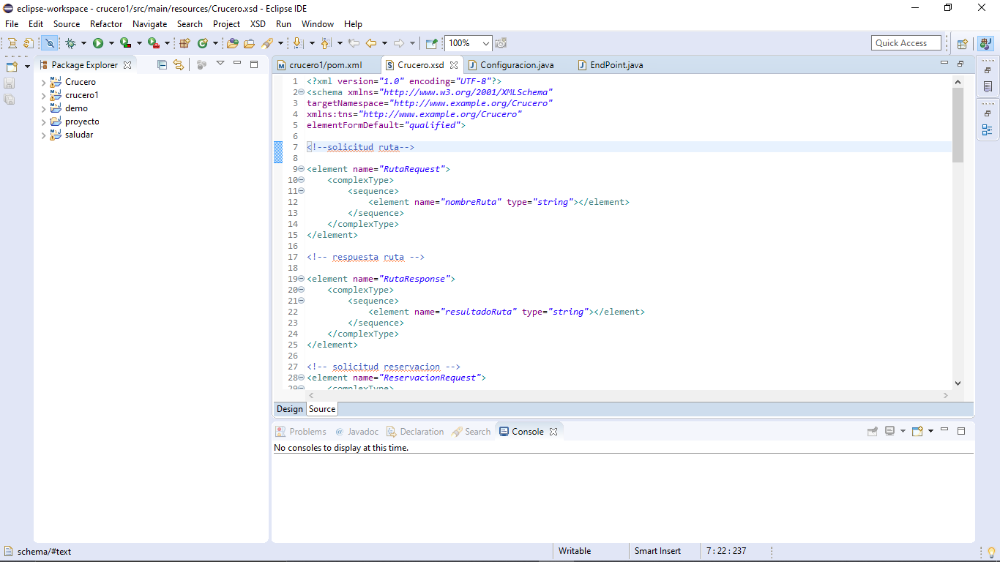 eclipse-workspace - crucero1/src/main/resources/Crucero.xsd - Eclipse IDE
File Edit Source Refactor Navigate Search Project XSD Run Window Help
100%
Quick Access
Package Explorer
Crucero
crucero1
demo
proyecto
saludar
crucero1/pom.xml Crucero.xsd Configuracion.java EndPoint.java
1 <?xml version="1.0" encoding="UTF-8"?>
2 <schema xmlns="http://www.w3.org/2001/XMLSchema"
3 targetNamespace="http://www.example.org/Crucero"
4 xmlns:tns="http://www.example.org/Crucero"
5 elementFormDefault="qualified">
6
7 <!--solicitud ruta-->
8
9 <element name="RutaRequest">
10 <complexType>
11 <sequence>
12 <element name="nombreRuta" type="string"></element>
13 </sequence>
14 </complexType>
15 </element>
16
17 <!-- respuesta ruta -->
18
19 <element name="RutaResponse">
20 <complexType>
21 <sequence>
22 <element name="resultadoRuta" type="string"></element>
23 </sequence>
24 </complexType>
25 </element>
26
27 <!-- solicitud reservacion -->
28 <element name="ReservacionRequest">
29 <complexType>
Design Source
Problems Javadoc Declaration Search Console
No consoles to display at this time.
schema/#text
Writable
Smart Insert
7 : 22 : 237